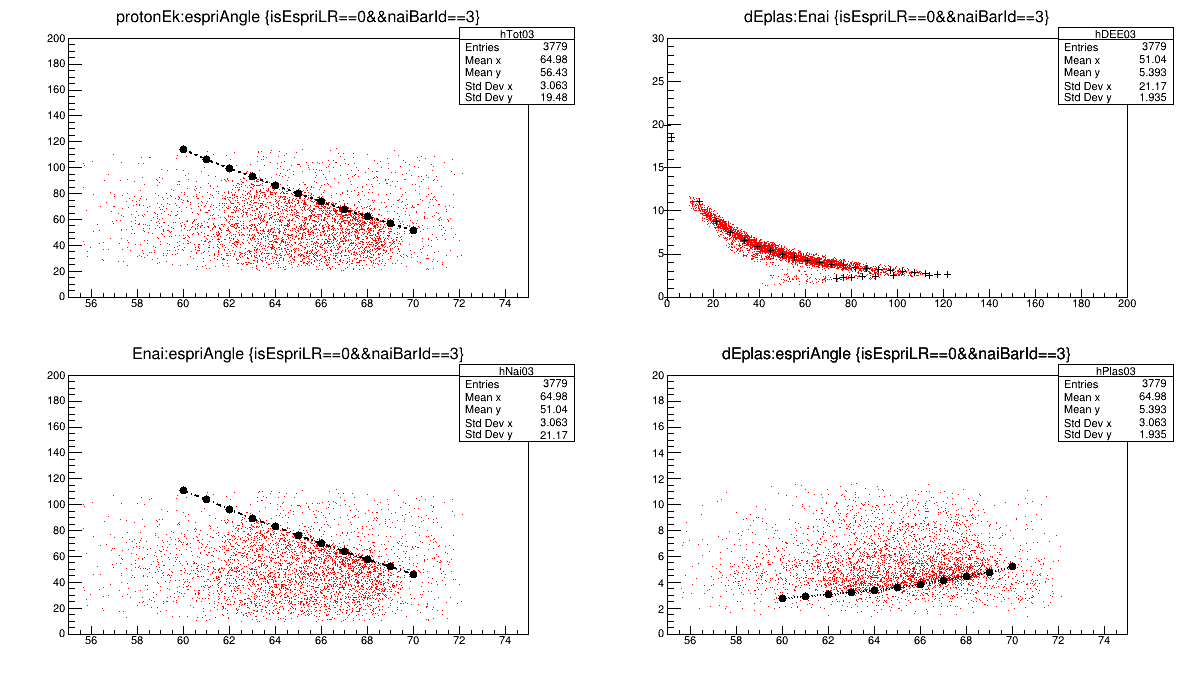 protonEk:espriAngle {isEspriLR==0&&naiBarId==3}
hTot03
Entries 3779
Mean x 64.98
Mean y 56.43
Std Dev x 3.063
Std Dev y 19.48
200
180
160
140
120
100
80
60
40
20
0
56 58 60 62 64 66 68 70 72 74
dEplas:Enai {isEspriLR==0&&naiBarId==3}
hDEE03
Entries 3779
Mean x 51.04
Mean y 5.393
Std Dev x 21.17
Std Dev y 1.935
30
25
20
15
10
5
0
0 20 40 60 80 100 120 140 160 180 200
Enai:espriAngle {isEspriLR==0&&naiBarId==3}
hNai03
Entries 3779
Mean x 64.98
Mean y 51.04
Std Dev x 3.063
Std Dev y 21.17
200
180
160
140
120
100
80
60
40
20
0
56 58 60 62 64 66 68 70 72 74
dEplas:espriAngle {isEspriLR==0&&naiBarId==3}
hPlas03
Entries 3779
Mean x 64.98
Mean y 5.393
Std Dev x 3.063
Std Dev y 1.935
20
18
16
14
12
10
8
6
4
2
0
56 58 60 62 64 66 68 70 72 74